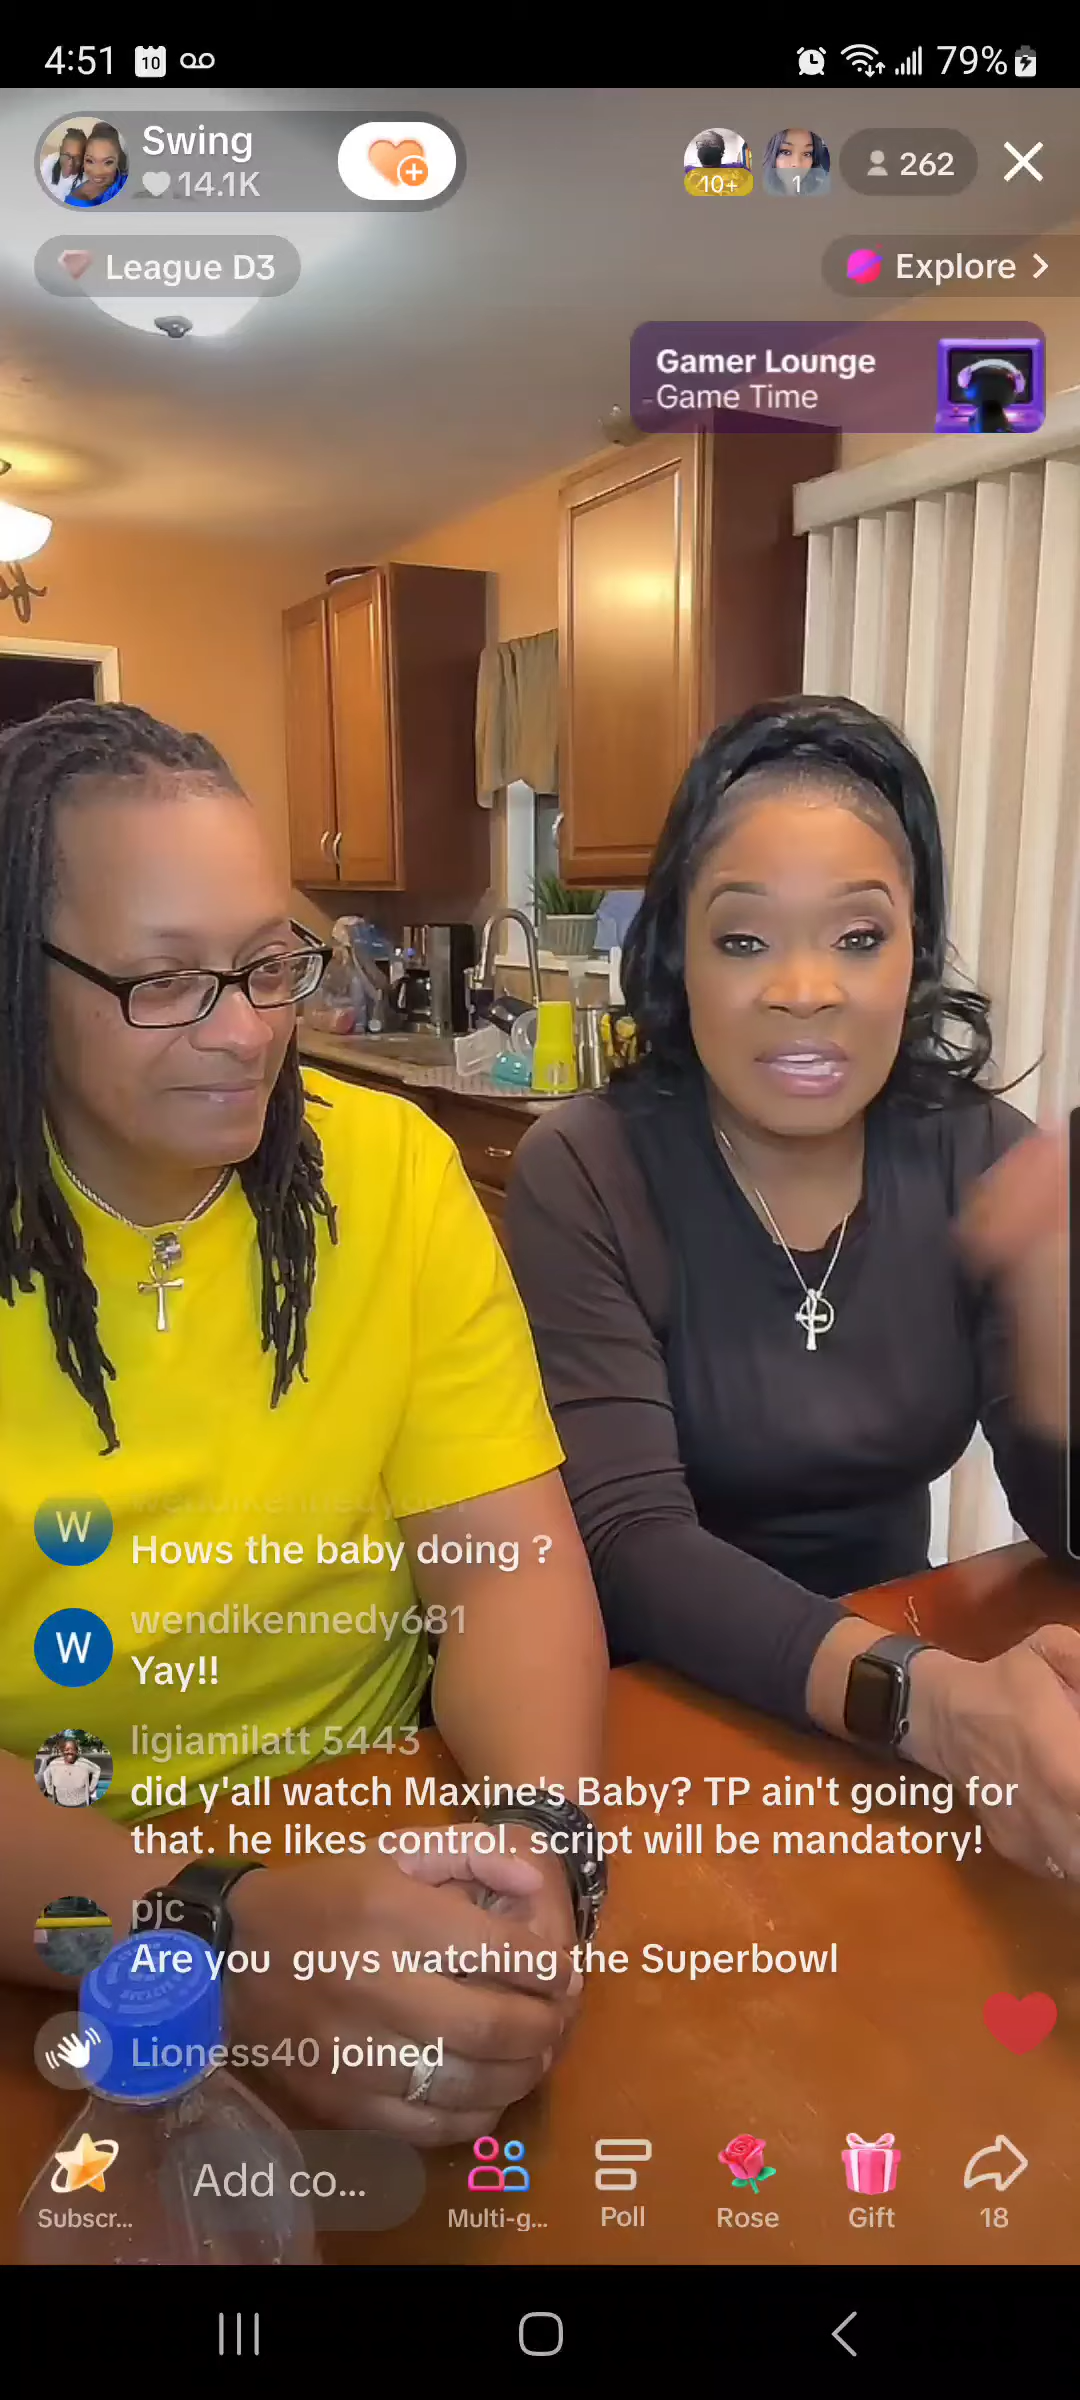 4:51 10 79%
Swing
14.1K
10+ 1 262
League D3 Explore
Gamer Lounge
Game Time
W
Hows the baby doing ?
W wendikennedy681
Yay!!
ligiamilatt 5443
did y'all watch Maxine's Baby? TP ain't going for
that. he likes control. script will be mandatory!
pjc
Are you guys watching the Superbowl
Lioness40 joined
Add co...
Subscr... Multi-g... Poll Rose Gift 18